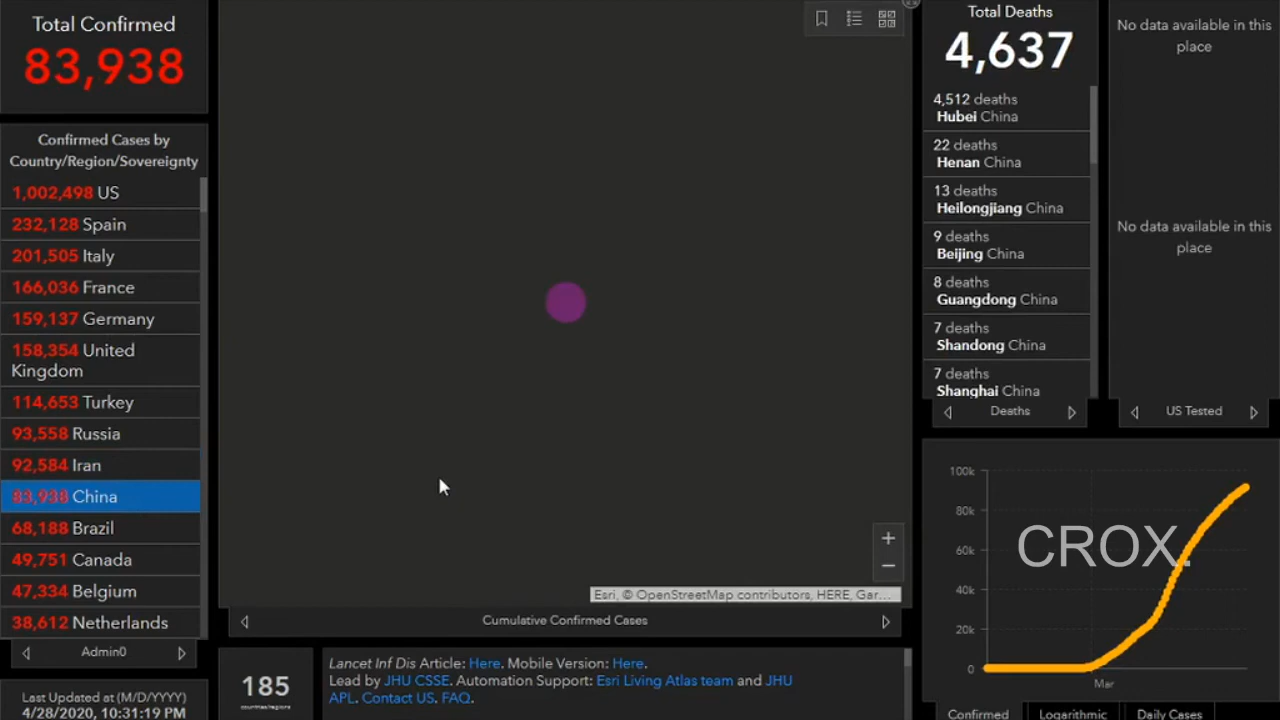 Total Confirmed
83,938
Confirmed Cases by
Country/Region/Sovereignty
1,002,498 US
232,128 Spain
201,505 Italy
166,036 France
159,137 Germany
158,354 United
Kingdom
114,653 Turkey
93,558 Russia
92,584 Iran
83,938 China
68,188 Brazil
49,751 Canada
47,334 Belgium
38,612 Netherlands
Admin0
Last Updated at (M/D/YYYY)
4/28/2020, 10:31:19 PM
Esri, © OpenStreetMap contributors, HERE, Gar...
Cumulative Confirmed Cases
185
countries/regions
Lancet Inf Dis Article: Here. Mobile Version: Here.
Lead by JHU CSSE. Automation Support: Esri Living Atlas team and JHU
APL. Contact US. FAQ.
Total Deaths
4,637
4,512 deaths
Hubei China
22 deaths
Henan China
13 deaths
Heilongjiang China
9 deaths
Beijing China
8 deaths
Guangdong China
7 deaths
Shandong China
7 deaths
Shanghai China
Deaths
No data available in this
place
No data available in this
place
US Tested
100k
80k
60k
40k
20k
0
Mar
CROX.
Confirmed
Logarithmic
Daily Cases